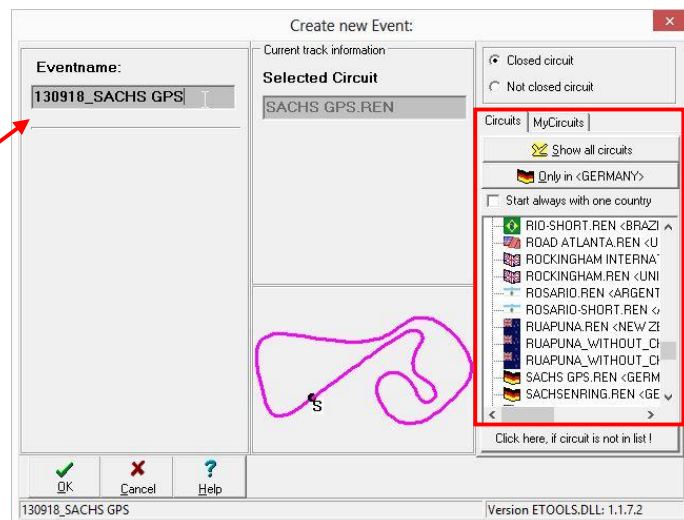 Create new Event:
Eventname:
130918_SACHS GPS
Current track information
Selected Circuit
SACHS GPS.REN
S
Closed circuit
Not closed circuit
Circuits
MyCircuits
Show all circuits
Only in <GERMANY>
Start always with one country
RIO-SHORT.REN <BRAZI
ROAD ATLANTA.REN <U
ROCKINGHAM INTERNA
ROCKINGHAM.REN <UNI
ROSARIO.REN <ARGENT
ROSARIO-SHORT.REN <
RUAPUNA.REN <NEW ZE
RUAPUNA_WITHOUT_CH
RUAPUNA_WITHOUT_CH
SACHS GPS.REN <GERM
SACHSENRING.REN <GE
Click here, if circuit is not in list !
OK
Cancel
Help
130918_SACHS GPS
Version ETOOLS.DLL: 1.1.7.2